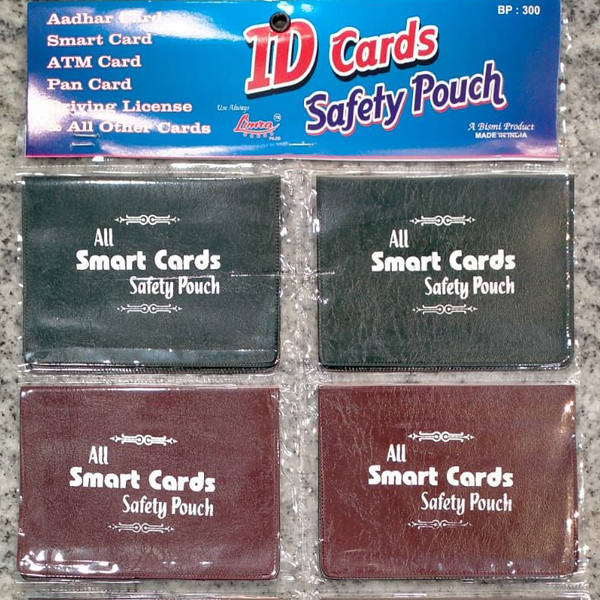 Aadhar Card
Smart Card
ATM Card
Pan Card
Driving License
& All Other Cards
BP : 300
ID Cards
Safety Pouch
Use Always
Limra
A Bismi Product
MADE IN INDIA
All
Smart Cards
Safety Pouch
All
Smart Cards
Safety Pouch
All
Smart Cards
Safety Pouch
All
Smart Cards
Safety Pouch